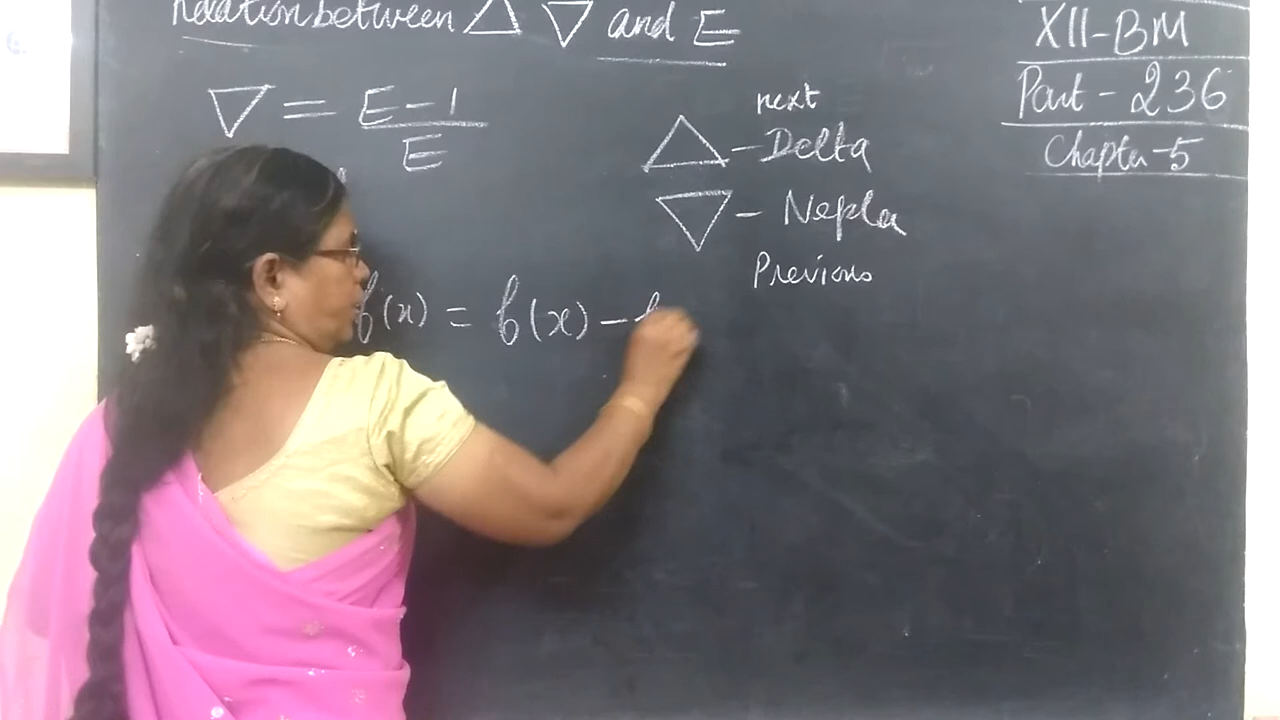 relation between △ ▽ and E
XII-BM
Part - 236
Chapter-5
▽ = E-1 / E
next
△ - Delta
▽ - Nepla
Previous
f(x) = f(x) - f